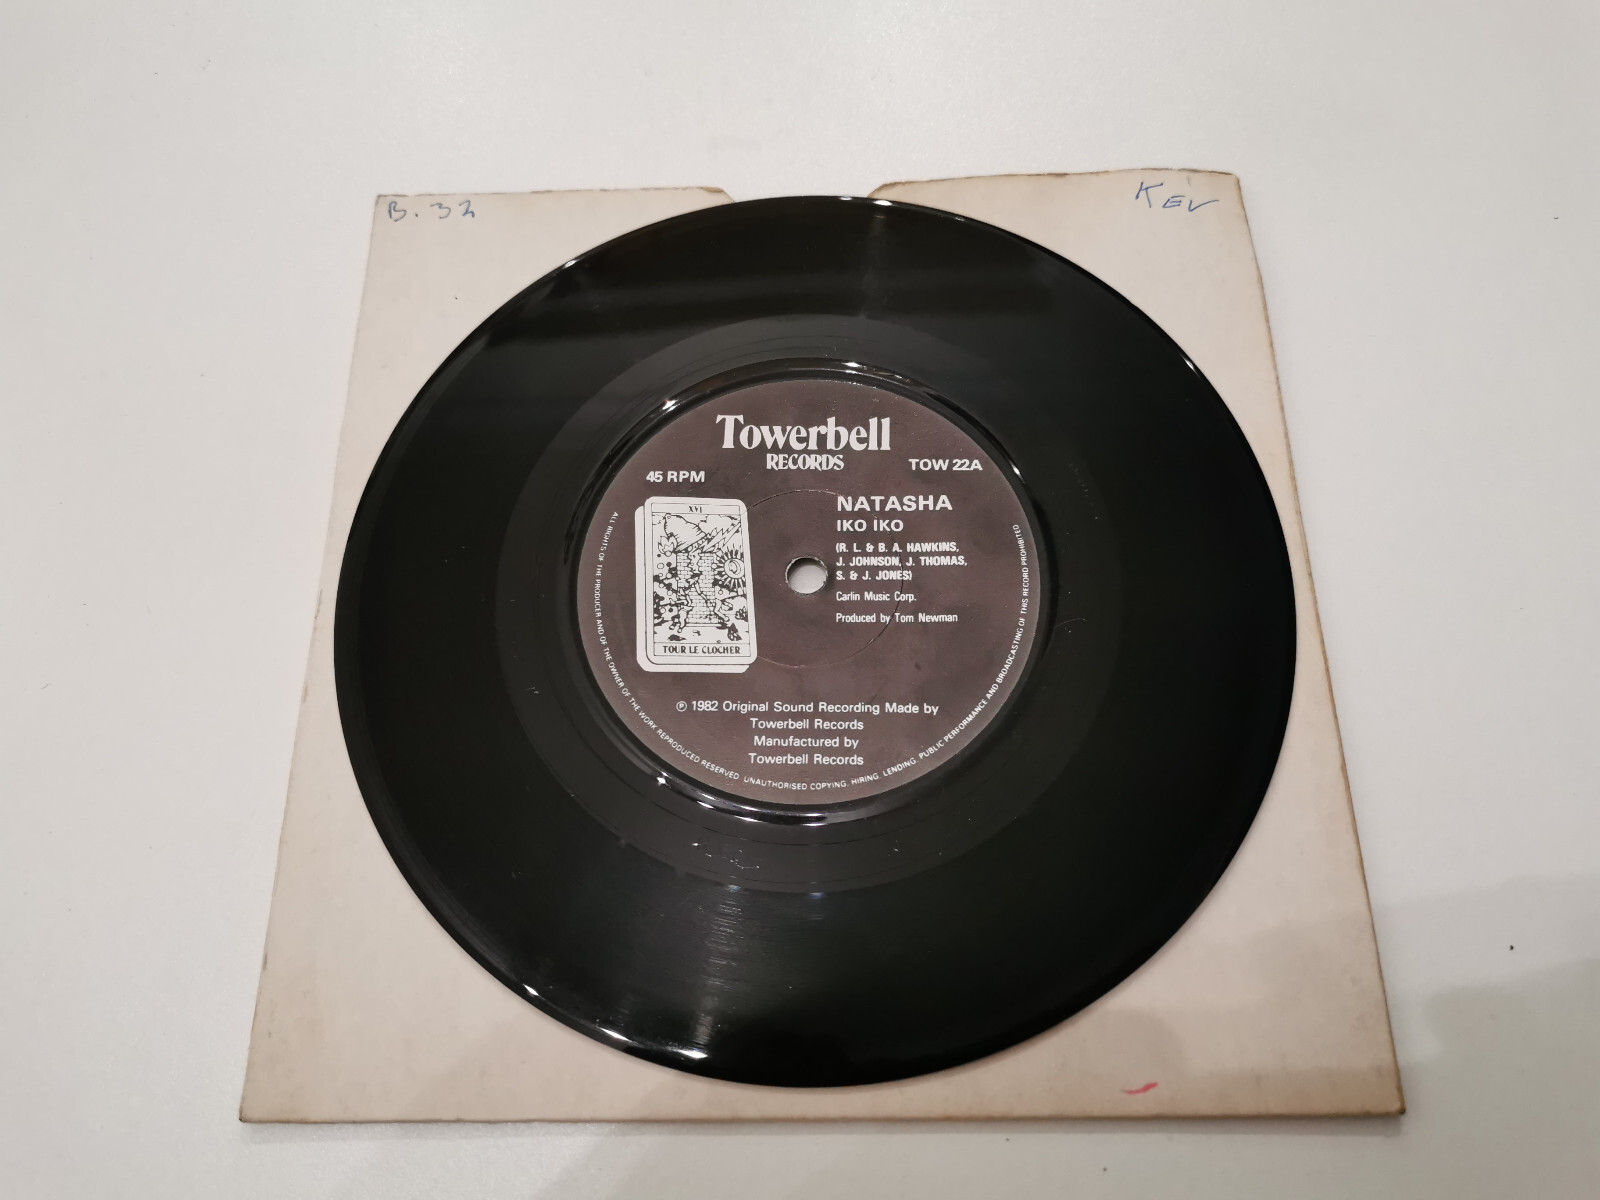 B. 32
KEV
Towerbell
RECORDS
45 RPM
TOW 22A
NATASHA
IKO IKO
(R. L. & B. A. HAWKINS,
J. JOHNSON, J. THOMAS,
S. & J. JONES)
Carlin Music Corp.
Produced by Tom Newman
XVI
TOUR LE CLOCHER
℗ 1982 Original Sound Recording Made by
Towerbell Records
Manufactured by
Towerbell Records
ALL RIGHTS OF THE PRODUCER AND OF THE OWNER OF THE WORK REPRODUCED RESERVED. UNAUTHORISED COPYING, HIRING, LENDING, PUBLIC PERFORMANCE AND BROADCASTING OF THIS RECORD PROHIBITED